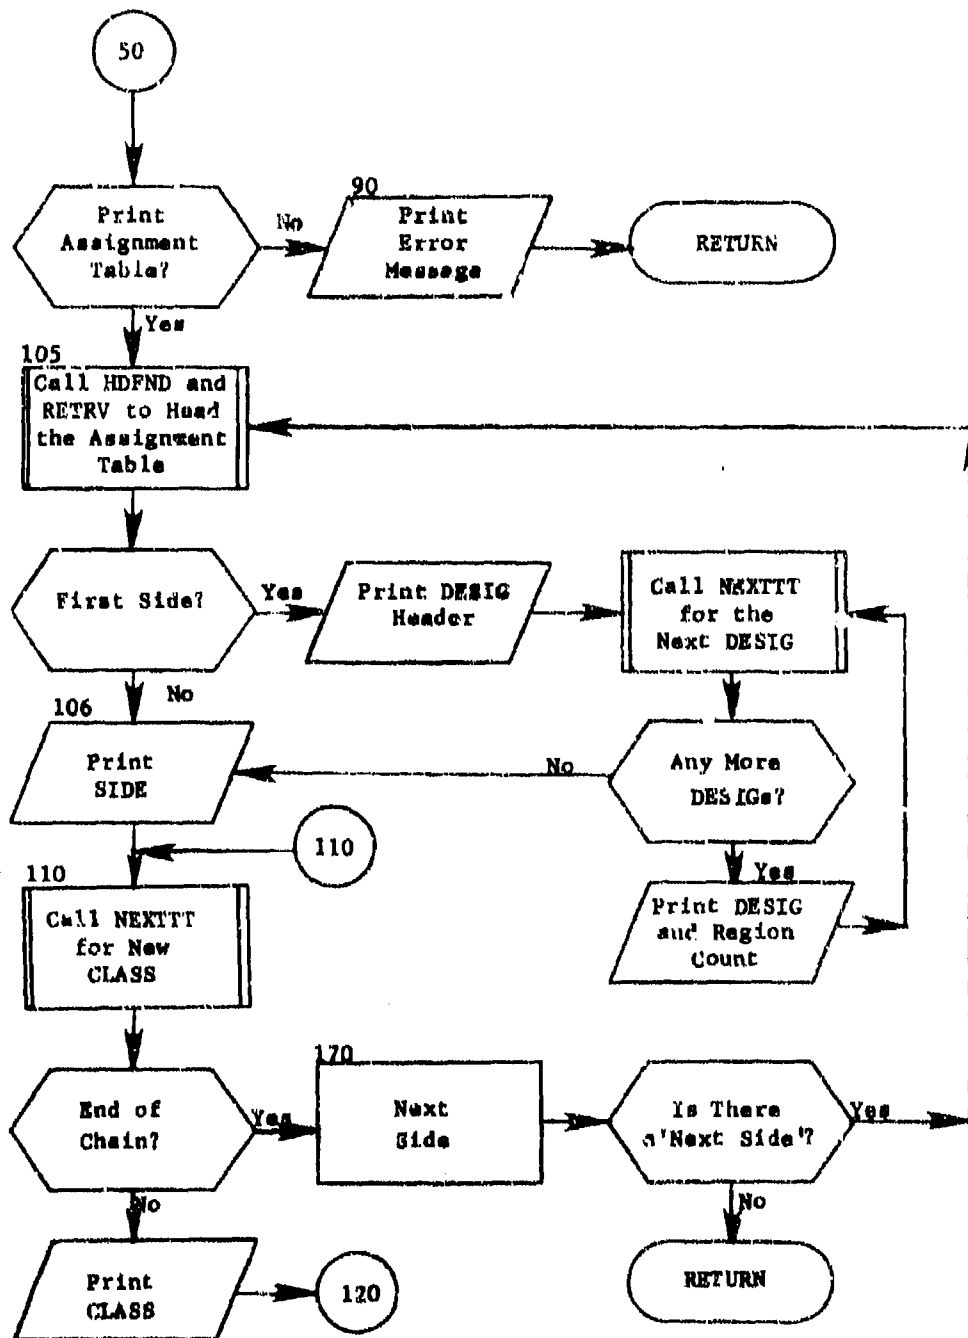 50
Print
Assignment
Table?
No
90
Print
Error
Message
RETURN
Yes
105
Call HDFND and
RETRV to Head
the Assignment
Table
First Side?
Yes
Print DESIG
Header
Call NEXTTT
for the
Next DESIG
No
106
Print
SIDE
No
Any More
DESIGs?
110
Yes
110
Call NEXTTT
for New
CLASS
Print DESIG
and Region
Count
170
End of
Chain?
Yes
Next
Side
Is There
a 'Next Side'?
Yes
No
No
Print
CLASS
120
RETURN